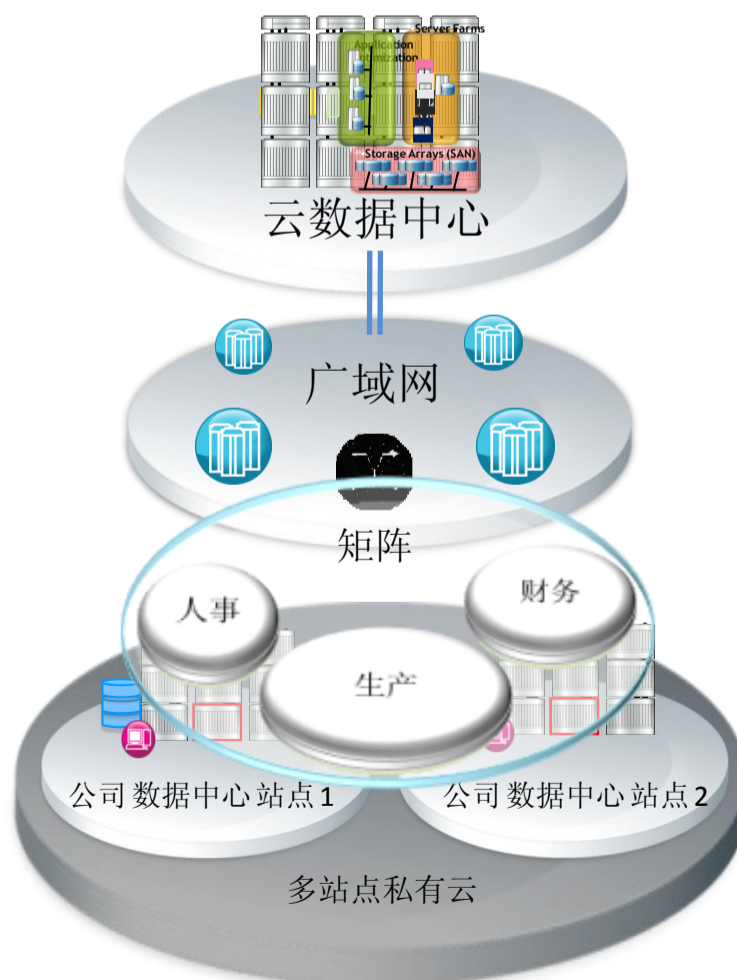 Server Farms
Application
Optimization
Storage Arrays (SAN)
云数据中心
广域网
矩阵
人事
财务
生产
公司数据中心站点1
公司数据中心站点2
多站点私有云